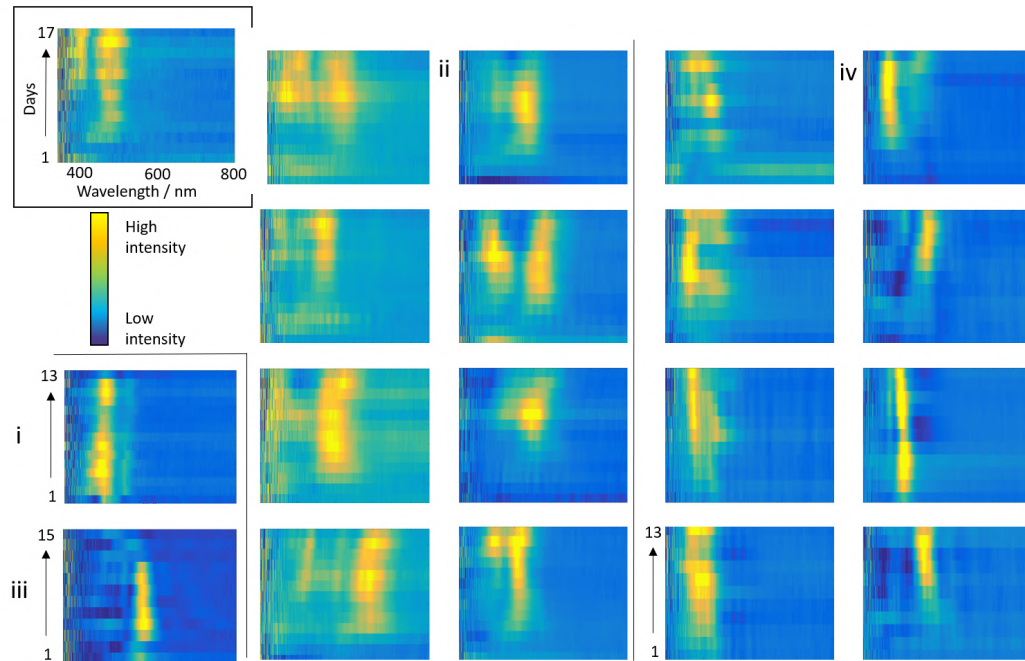 17
Days
1
400
600
800
Wavelength / nm
High
intensity
Low
intensity
ii
iv
i
13
1
iii
15
1
13
1